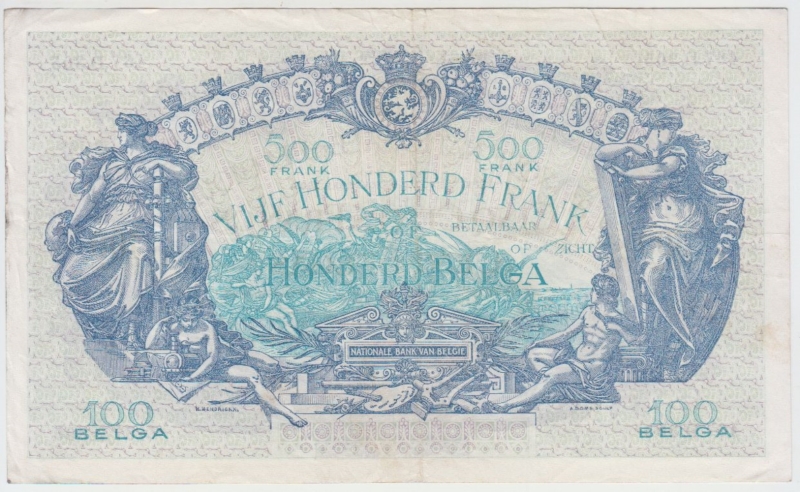 500 500
FRANK FRANK
VIJF HONDERD FRANK
OF BETAALBAAR
OP ZICHT
HONDERD BELGA
NATIONALE BANK VAN BELGIE
100 100
BELGA BELGA